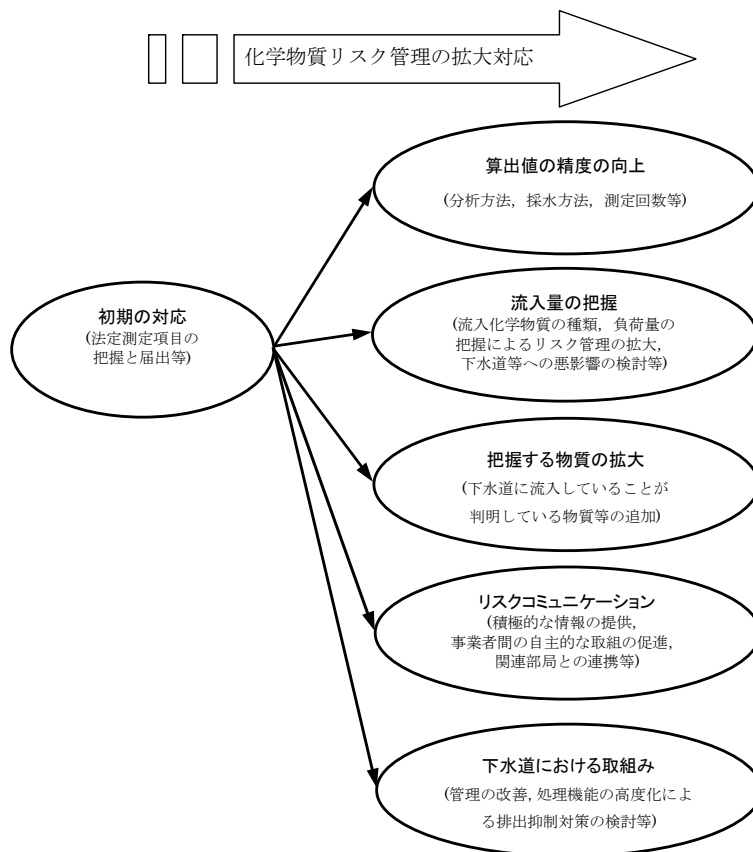 化学物質リスク管理の拡大対応
算出値の精度の向上
(分析方法，採水方法，測定回数等)
初期の対応
(法定測定項目の
把握と届出等)
流入量の把握
(流入化学物質の種類，負荷量の
把握によるリスク管理の拡大，
下水道等への悪影響の検討等)
把握する物質の拡大
(下水道に流入していることが
判明している物質等の追加)
リスクコミュニケーション
(積極的な情報の提供，
事業者間の自主的な取組の促進，
関連部局との連携等)
下水道における取組み
(管理の改善，処理機能の高度化によ
る排出抑制対策の検討等)